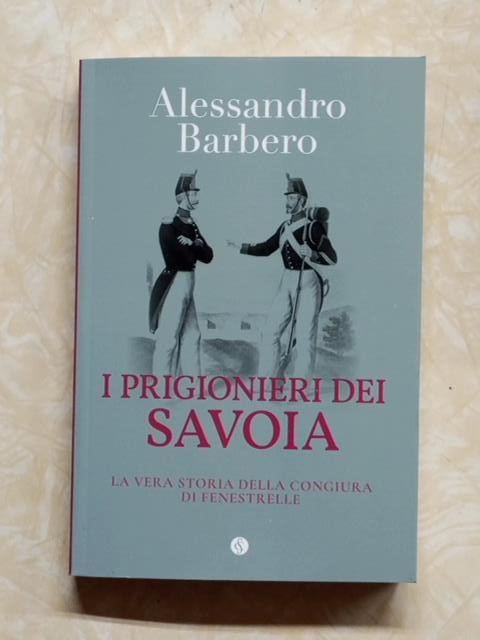 Alessandro
Barbero
I PRIGIONIERI DEI
SAVOIA
LA VERA STORIA DELLA CONGIURA
DI FENESTRELLE